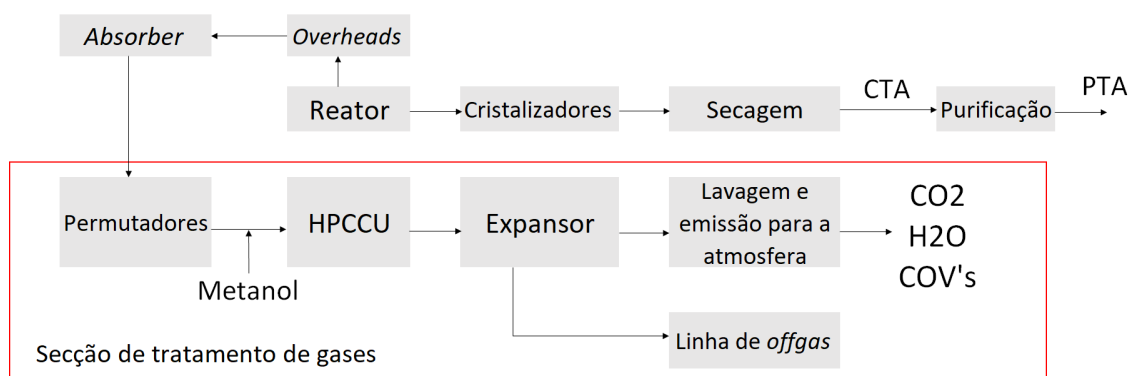 Absorber
Overheads
Reator
Cristalizadores
Secagem
CTA
Purificação
PTA
Permutadores
Metanol
HPCCU
Expansor
Lavagem e
emissão para a
atmosfera
CO2
H2O
COV's
Linha de offgas
Secção de tratamento de gases